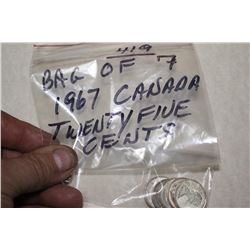 419
BAG OF 7
1967 CANADA
TWENTY FIVE
CENTS